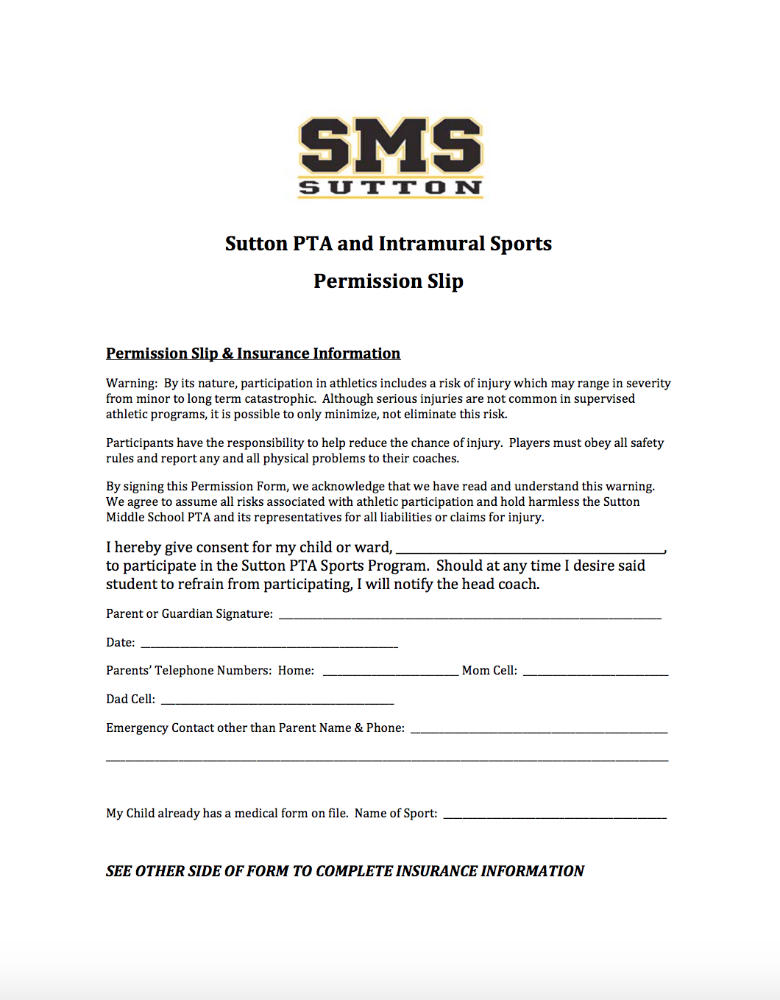 SMS
SUTTON
Sutton PTA and Intramural Sports
Permission Slip
Permission Slip & Insurance Information
Warning:  By its nature, participation in athletics includes a risk of injury which may range in severity
from minor to long term catastrophic.  Although serious injuries are not common in supervised
athletic programs, it is possible to only minimize, not eliminate this risk.
Participants have the responsibility to help reduce the chance of injury.  Players must obey all safety
rules and report any and all physical problems to their coaches.
By signing this Permission Form, we acknowledge that we have read and understand this warning.
We agree to assume all risks associated with athletic participation and hold harmless the Sutton
Middle School PTA and its representatives for all liabilities or claims for injury.
I hereby give consent for my child or ward, ______________________________,
to participate in the Sutton PTA Sports Program.  Should at any time I desire said
student to refrain from participating, I will notify the head coach.
Parent or Guardian Signature:  ______________________________
Date:  ______________________________
Parents’ Telephone Numbers:  Home:  ____________________ Mom Cell:  ____________________
Dad Cell:  ______________________________
Emergency Contact other than Parent Name & Phone:  ______________________________
____________________________________________________________
My Child already has a medical form on file.  Name of Sport:  ______________________________
SEE OTHER SIDE OF FORM TO COMPLETE INSURANCE INFORMATION